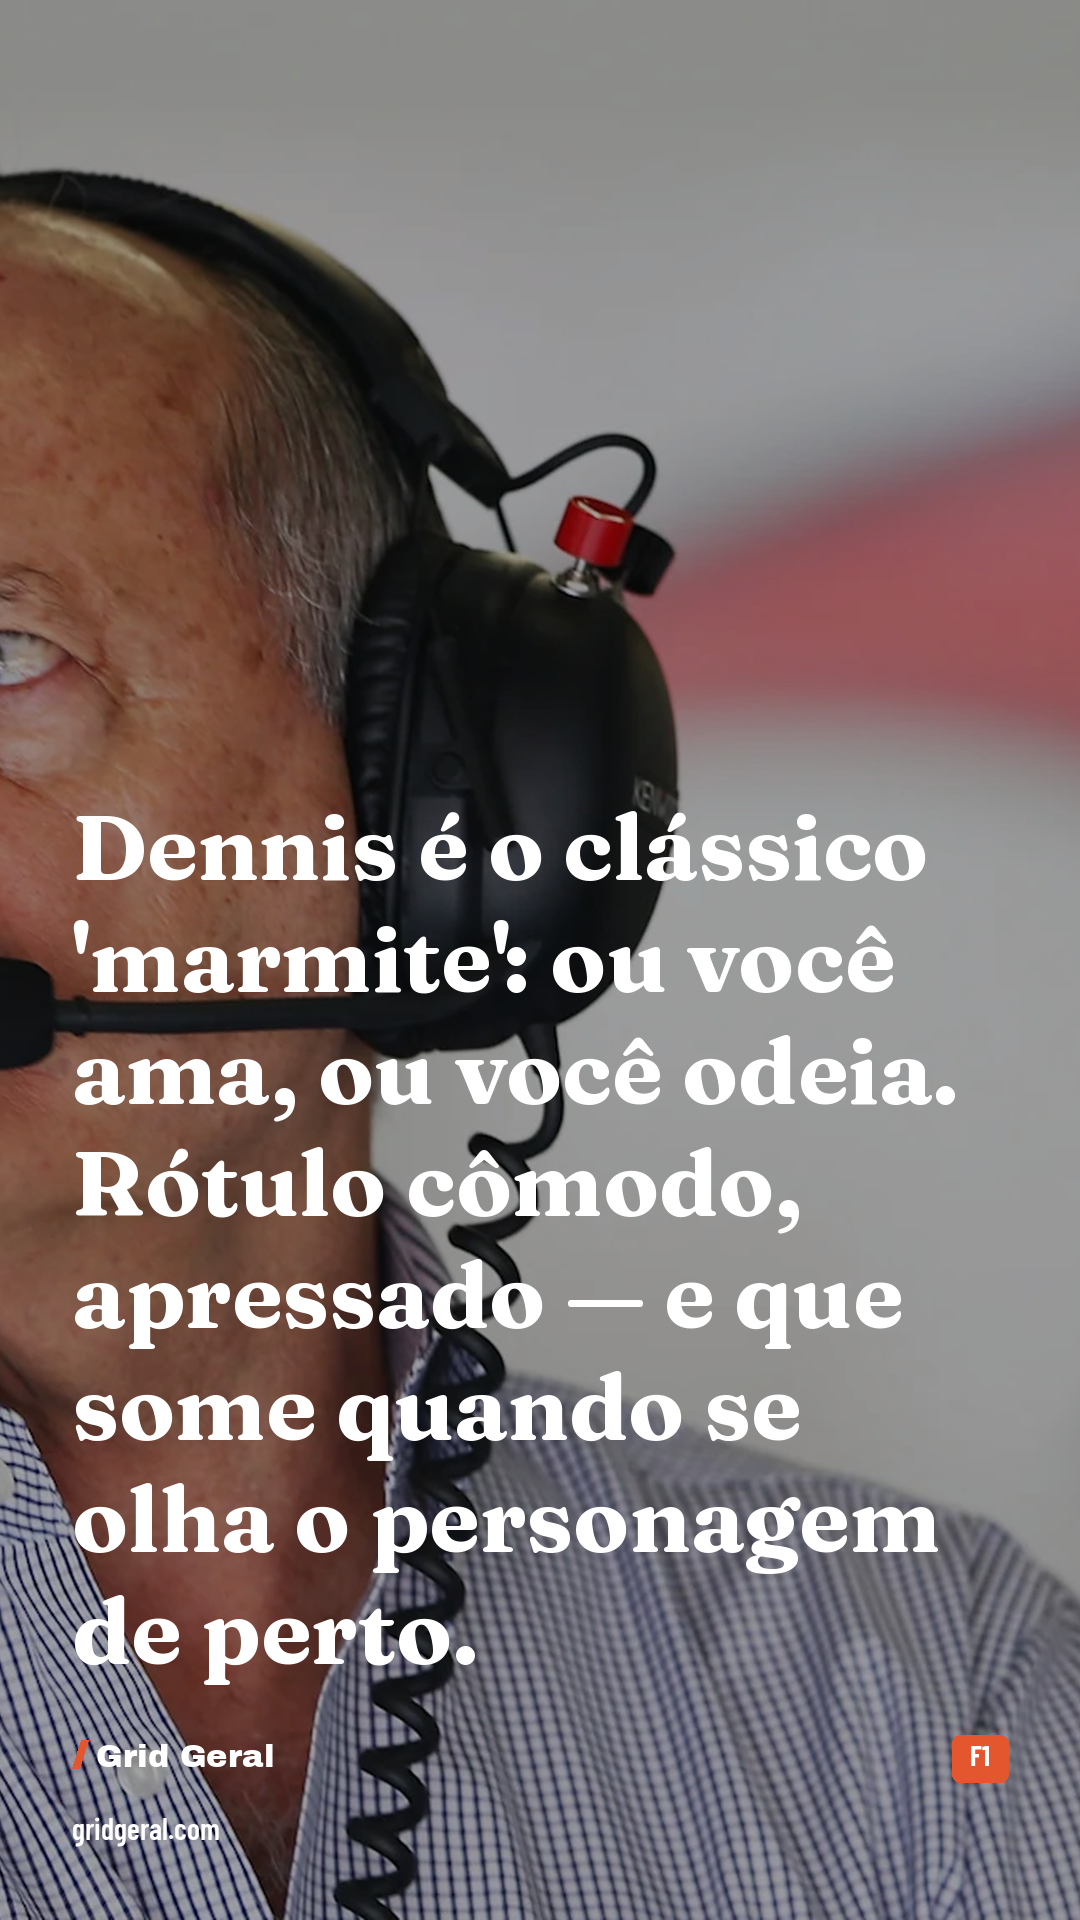 Dennis é o clássico
'marmite': ou você
ama, ou você odeia.
Rótulo cômodo,
apressado — e que
some quando se
olha o personagem
de perto.
/ Grid Geral
F1
gridgeral.com